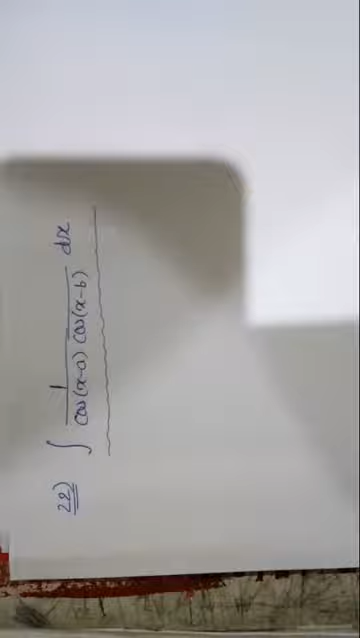 22) ∫ 1/(cos(x-a) cos(x-b)) dx